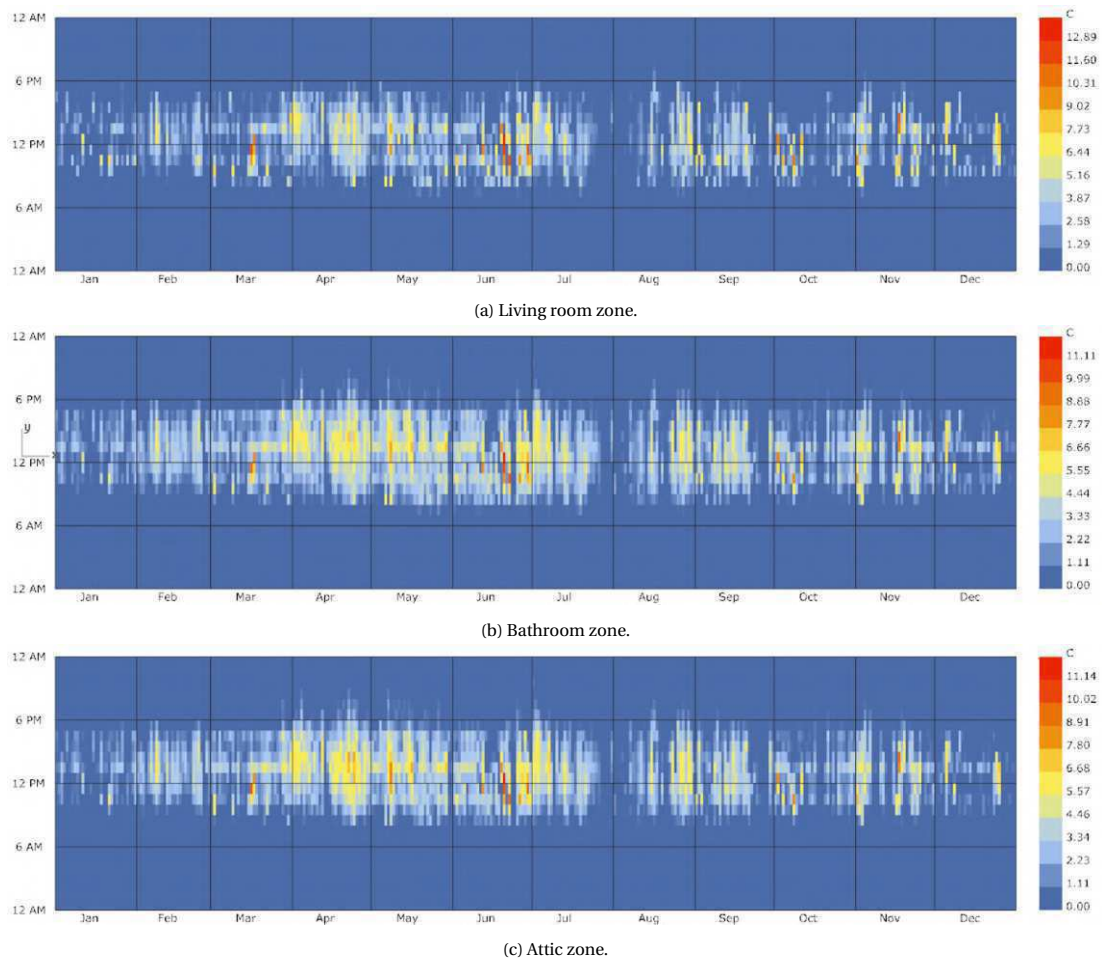 C
12 AM
12.89
11.60
6 PM
10.31
9.02
7.73
12 PM
6.44
5.16
3.87
6 AM
2.58
1.29
0.00
12 AM
Jan Feb Mar Apr May Jun Jul Aug Sep Oct Nov Dec
(a) Living room zone.
C
12 AM
11.11
9.99
6 PM
8.68
7.77
y
6.66
12 PM
x
5.55
4.44
3.33
6 AM
2.22
1.11
0.00
12 AM
Jan Feb Mar Apr May Jun Jul Aug Sep Oct Nov Dec
(b) Bathroom zone.
C
12 AM
11.14
10.02
6 PM
8.91
7.80
6.68
12 PM
5.57
4.46
3.34
6 AM
2.23
1.11
0.00
12 AM
Jan Feb Mar Apr May Jun Jul Aug Sep Oct Nov Dec
(c) Attic zone.